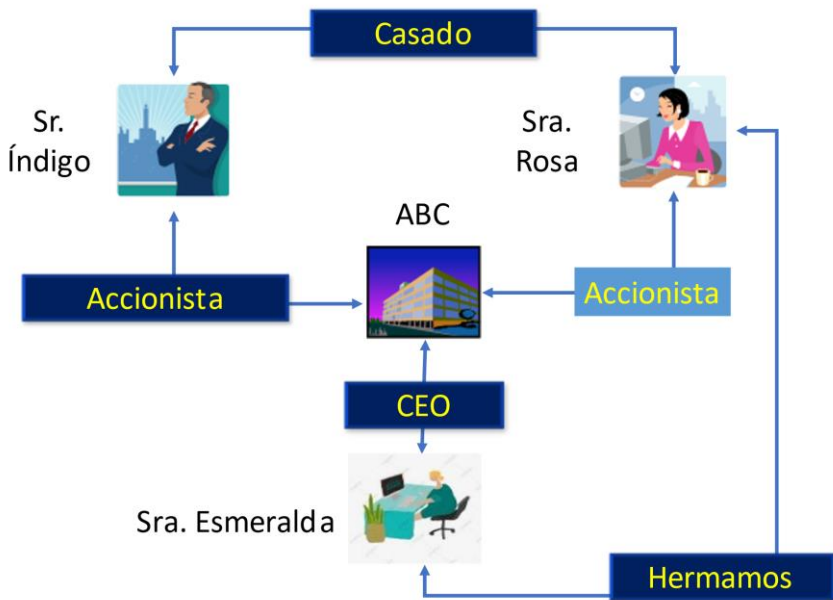 Casado
Sr.
Índigo
Sra.
Rosa
ABC
Accionista
Accionista
CEO
Sra. Esmeralda
Hermamos